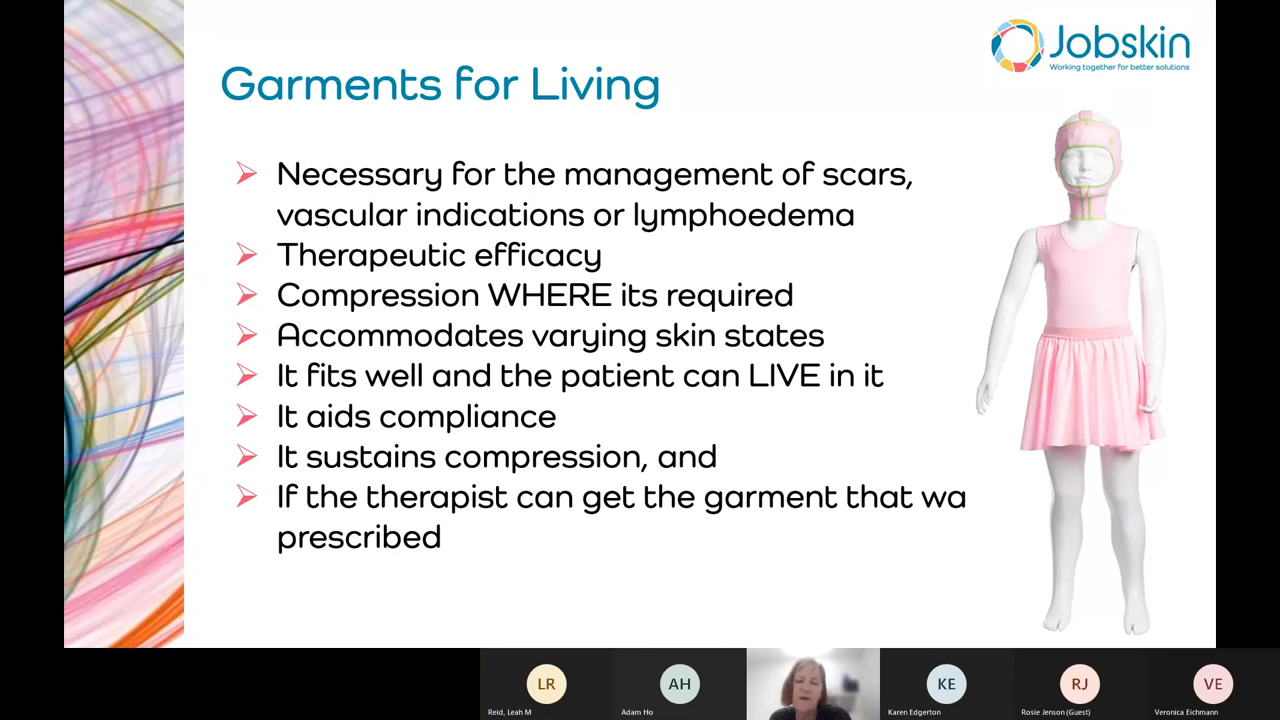 Jobskin
Working together for better solutions
Garments for Living
Necessary for the management of scars,
vascular indications or lymphoedema
Therapeutic efficacy
Compression WHERE its required
Accommodates varying skin states
It fits well and the patient can LIVE in it
It aids compliance
It sustains compression, and
If the therapist can get the garment that wa
prescribed
LR
AH
KE
RJ
VE
Reid, Leah M
Adam Ho
Karen Edgerton
Rosie Jenson (Guest)
Veronica Eichmann